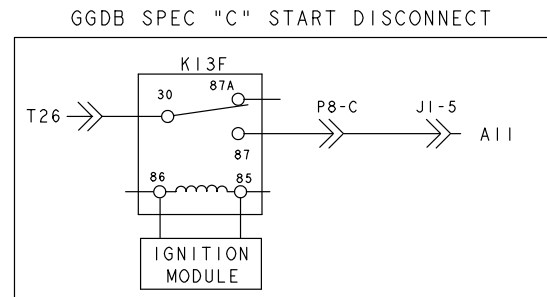 GGDB SPEC "C" START DISCONNECT
K13F
87A
30
T26
P8-C
J1-5
A11
87
86
85
IGNITION
MODULE